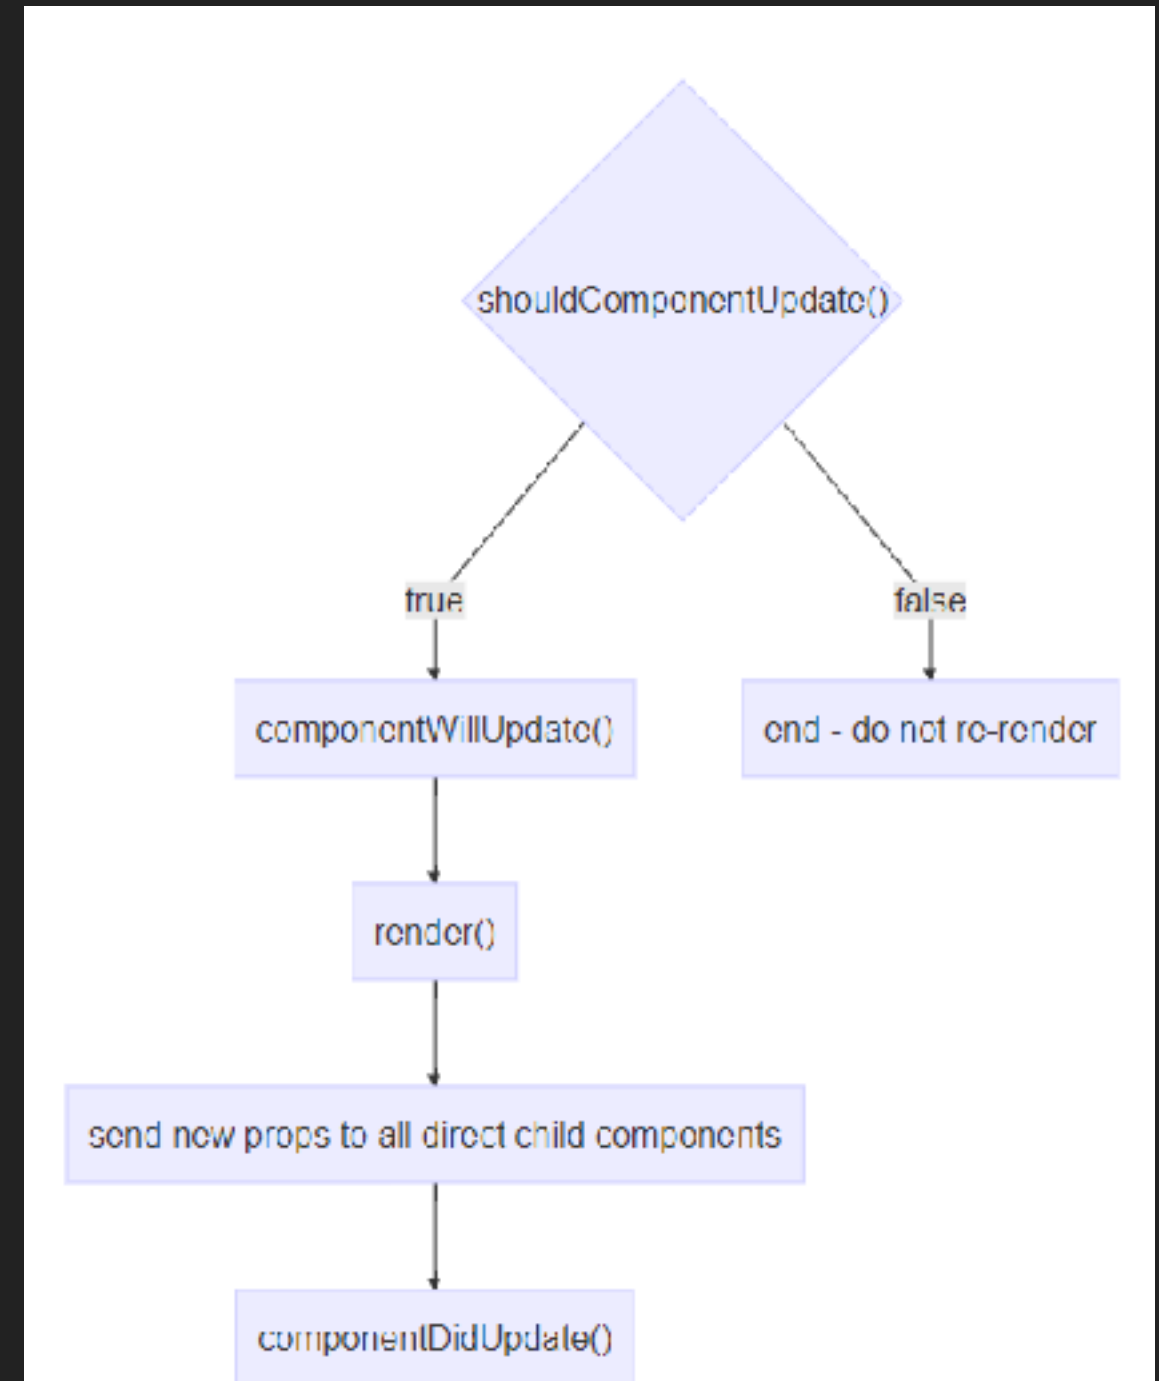 shouldComponentUpdate()
true
false
componentWillUpdate()
end - do not re-render
render()
send new props to all direct child components
componentDidUpdate()